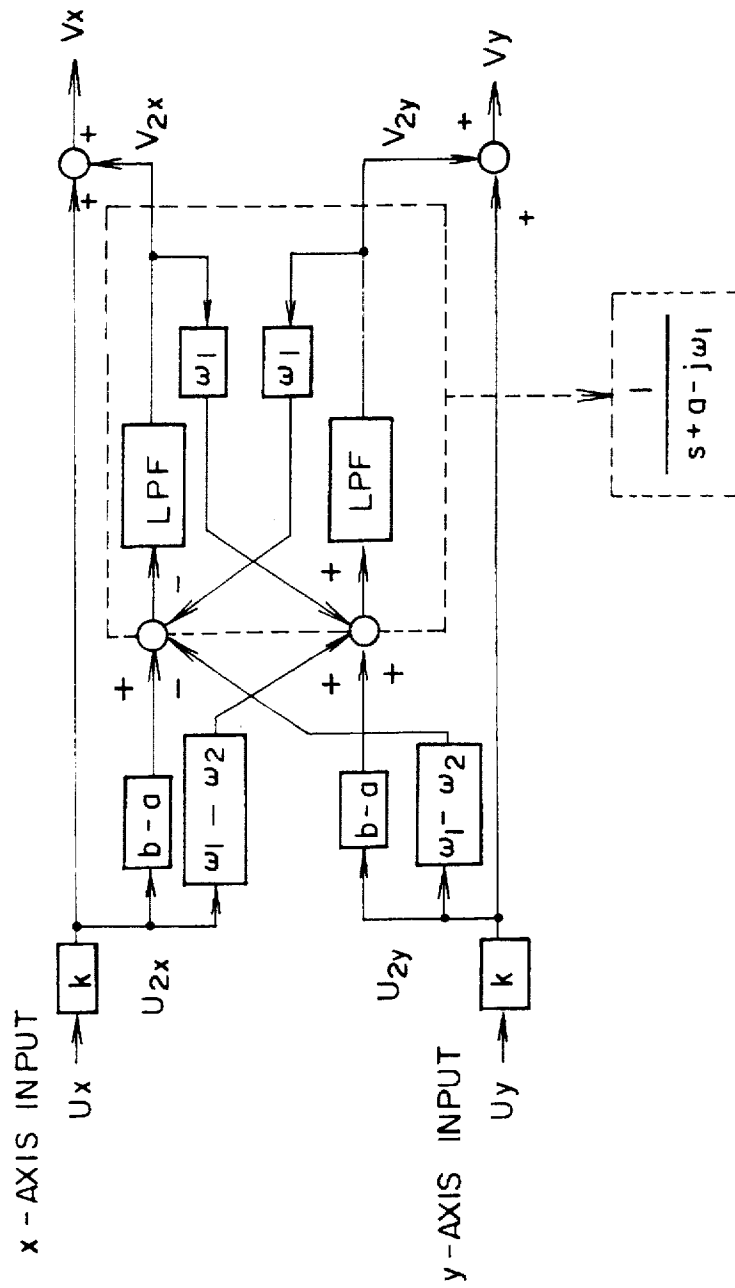 x-AXIS INPUT
Ux
k
U2x
b-a
ω1-ω2
+
-
-
LPF
ω1
V2x
+
+
Vx
y-AXIS INPUT
Uy
k
U2y
b-a
ω1-ω2
+
+
+
LPF
ω1
V2y
+
+
Vy
1
s+a-jω1